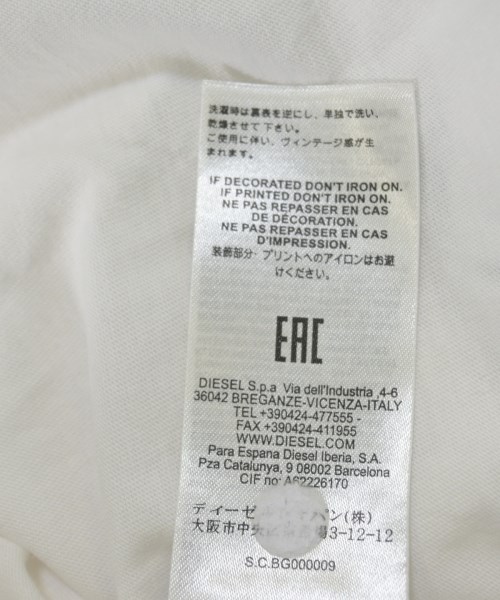 洗濯時は裏表を逆にし、単独で洗い、
乾燥させて下さい。
ご使用に伴い、ヴィンテージ感が生
まれます。
IF DECORATED DON'T IRON ON.
IF PRINTED DON'T IRON ON.
NE PAS REPASSER EN CAS
DE DÉCORATION.
NE PAS REPASSER EN CAS
D'IMPRESSION.
装飾部分・プリントへのアイロンはお避
けください。
EAC
DIESEL S.p.a Via dell'Industria ,4-6
36042 BREGANZE-VICENZA-ITALY
TEL +390424-477555 -
FAX +390424-411955
WWW.DIESEL.COM
Para Espana Diesel Iberia, S.A.
Pza Catalunya, 9 08002 Barcelona
CIF no: A62226170
ディーゼルジャパン(株)
大阪市中央区 3-12-12
S.C.BG000009